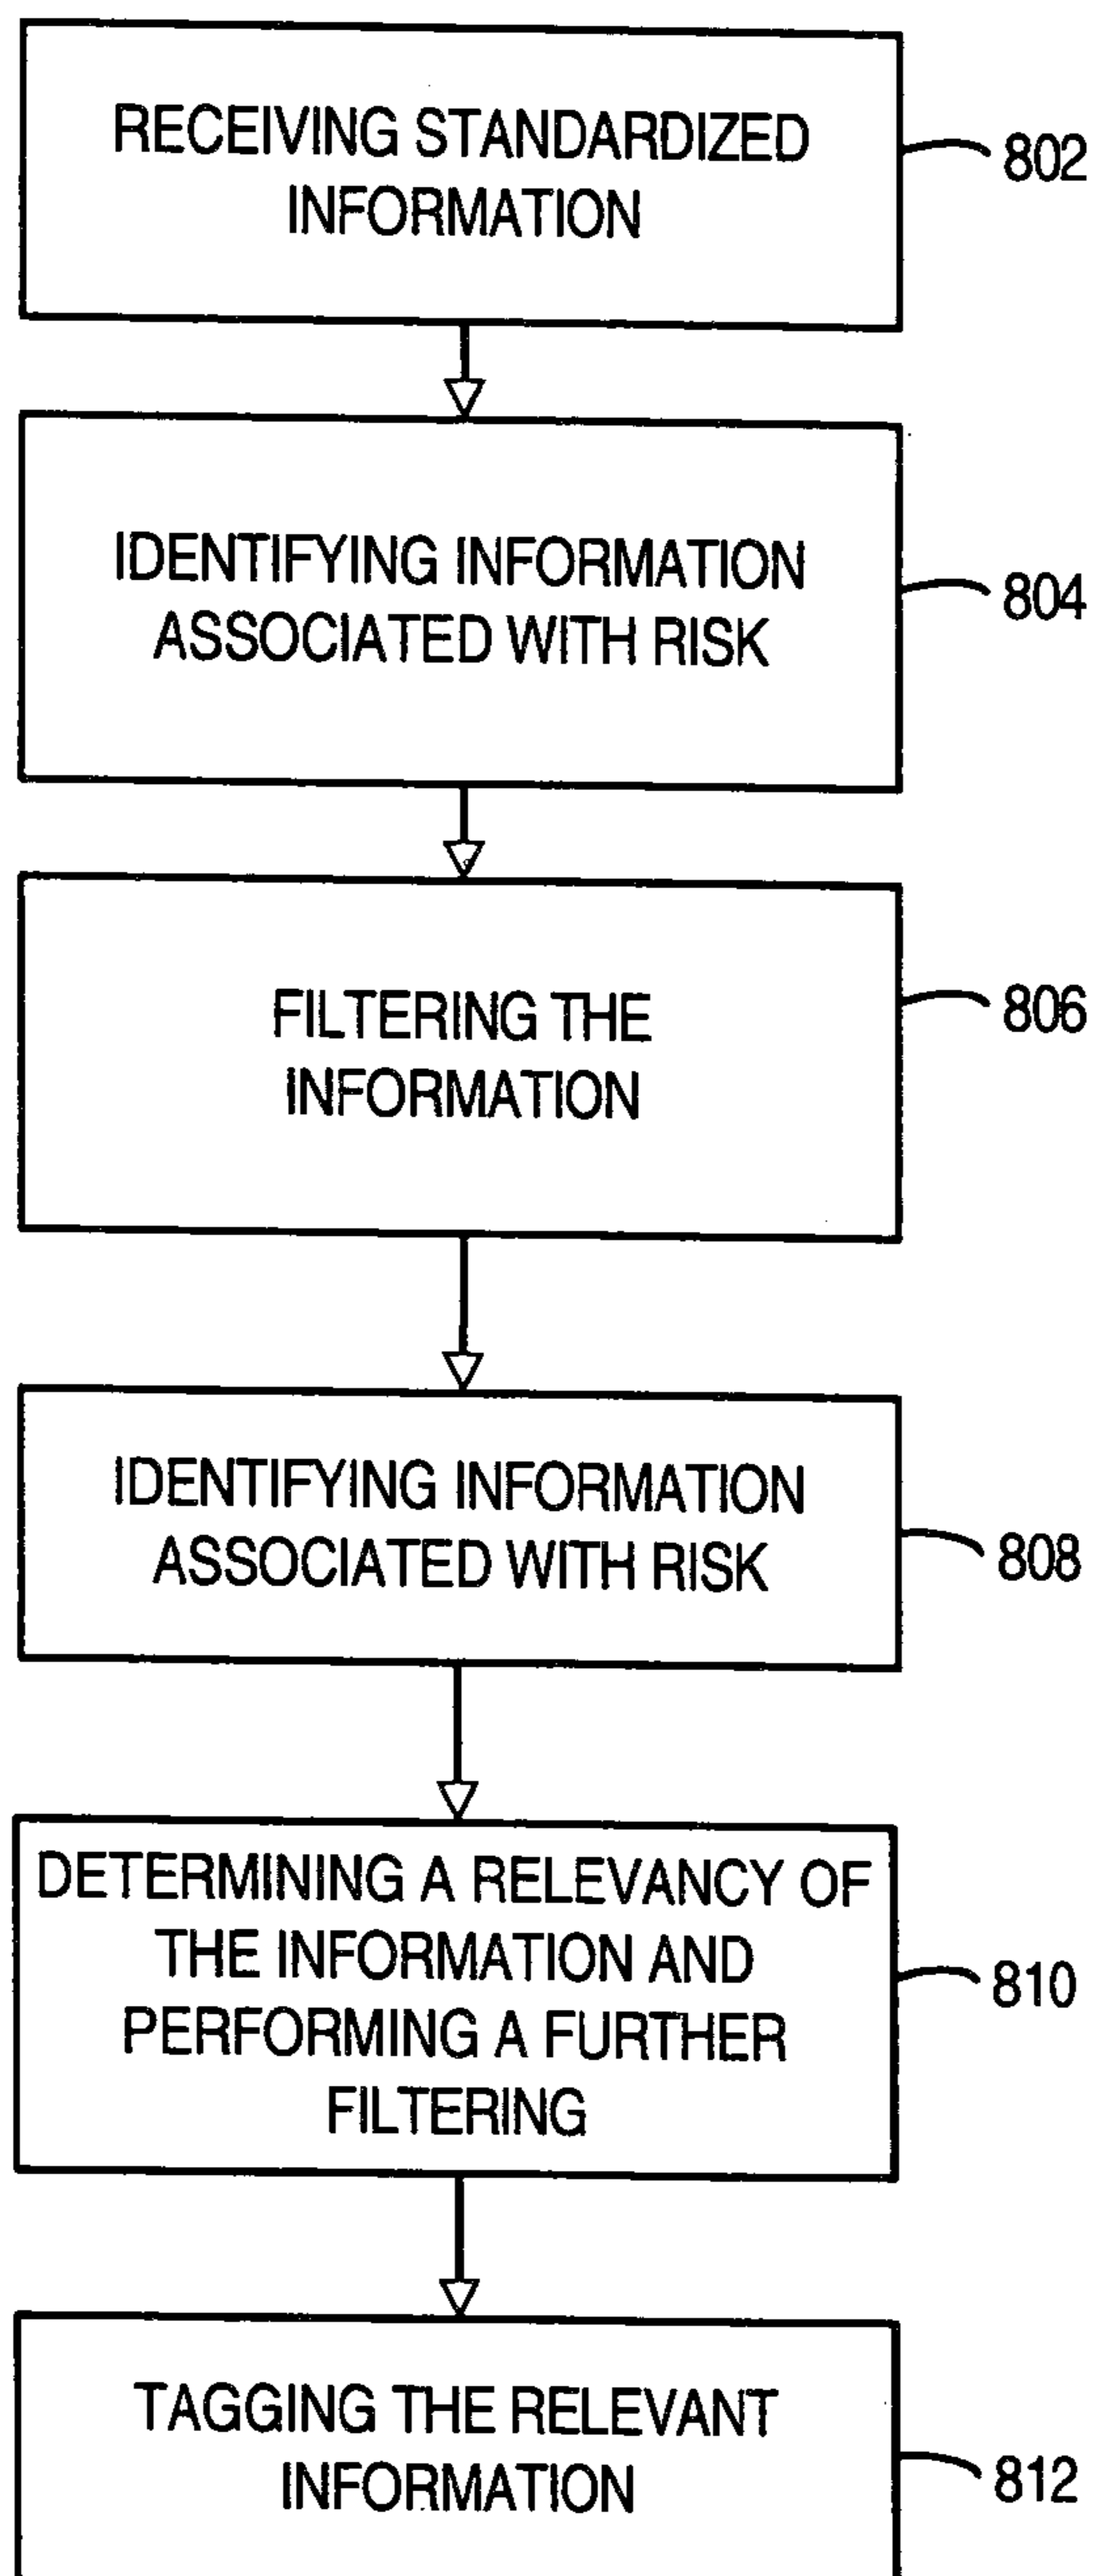 RECEIVING STANDARDIZED
INFORMATION
802
IDENTIFYING INFORMATION
ASSOCIATED WITH RISK
804
FILTERING THE
INFORMATION
806
IDENTIFYING INFORMATION
ASSOCIATED WITH RISK
808
DETERMINING A RELEVANCY OF
THE INFORMATION AND
PERFORMING A FURTHER
FILTERING
810
TAGGING THE RELEVANT
INFORMATION
812